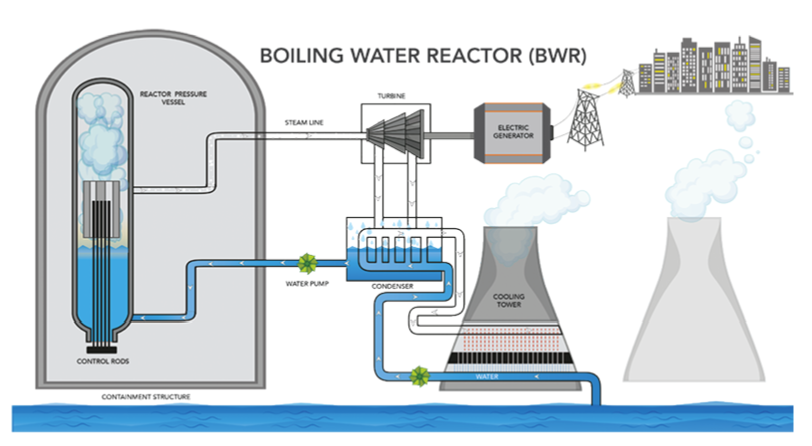 BOILING WATER REACTOR (BWR)
REACTOR PRESSURE
VESSEL
TURBINE
STEAM LINE
ELECTRIC
GENERATOR
WATER PUMP
CONDENSER
COOLING
TOWER
CONTROL RODS
WATER
CONTAINMENT STRUCTURE